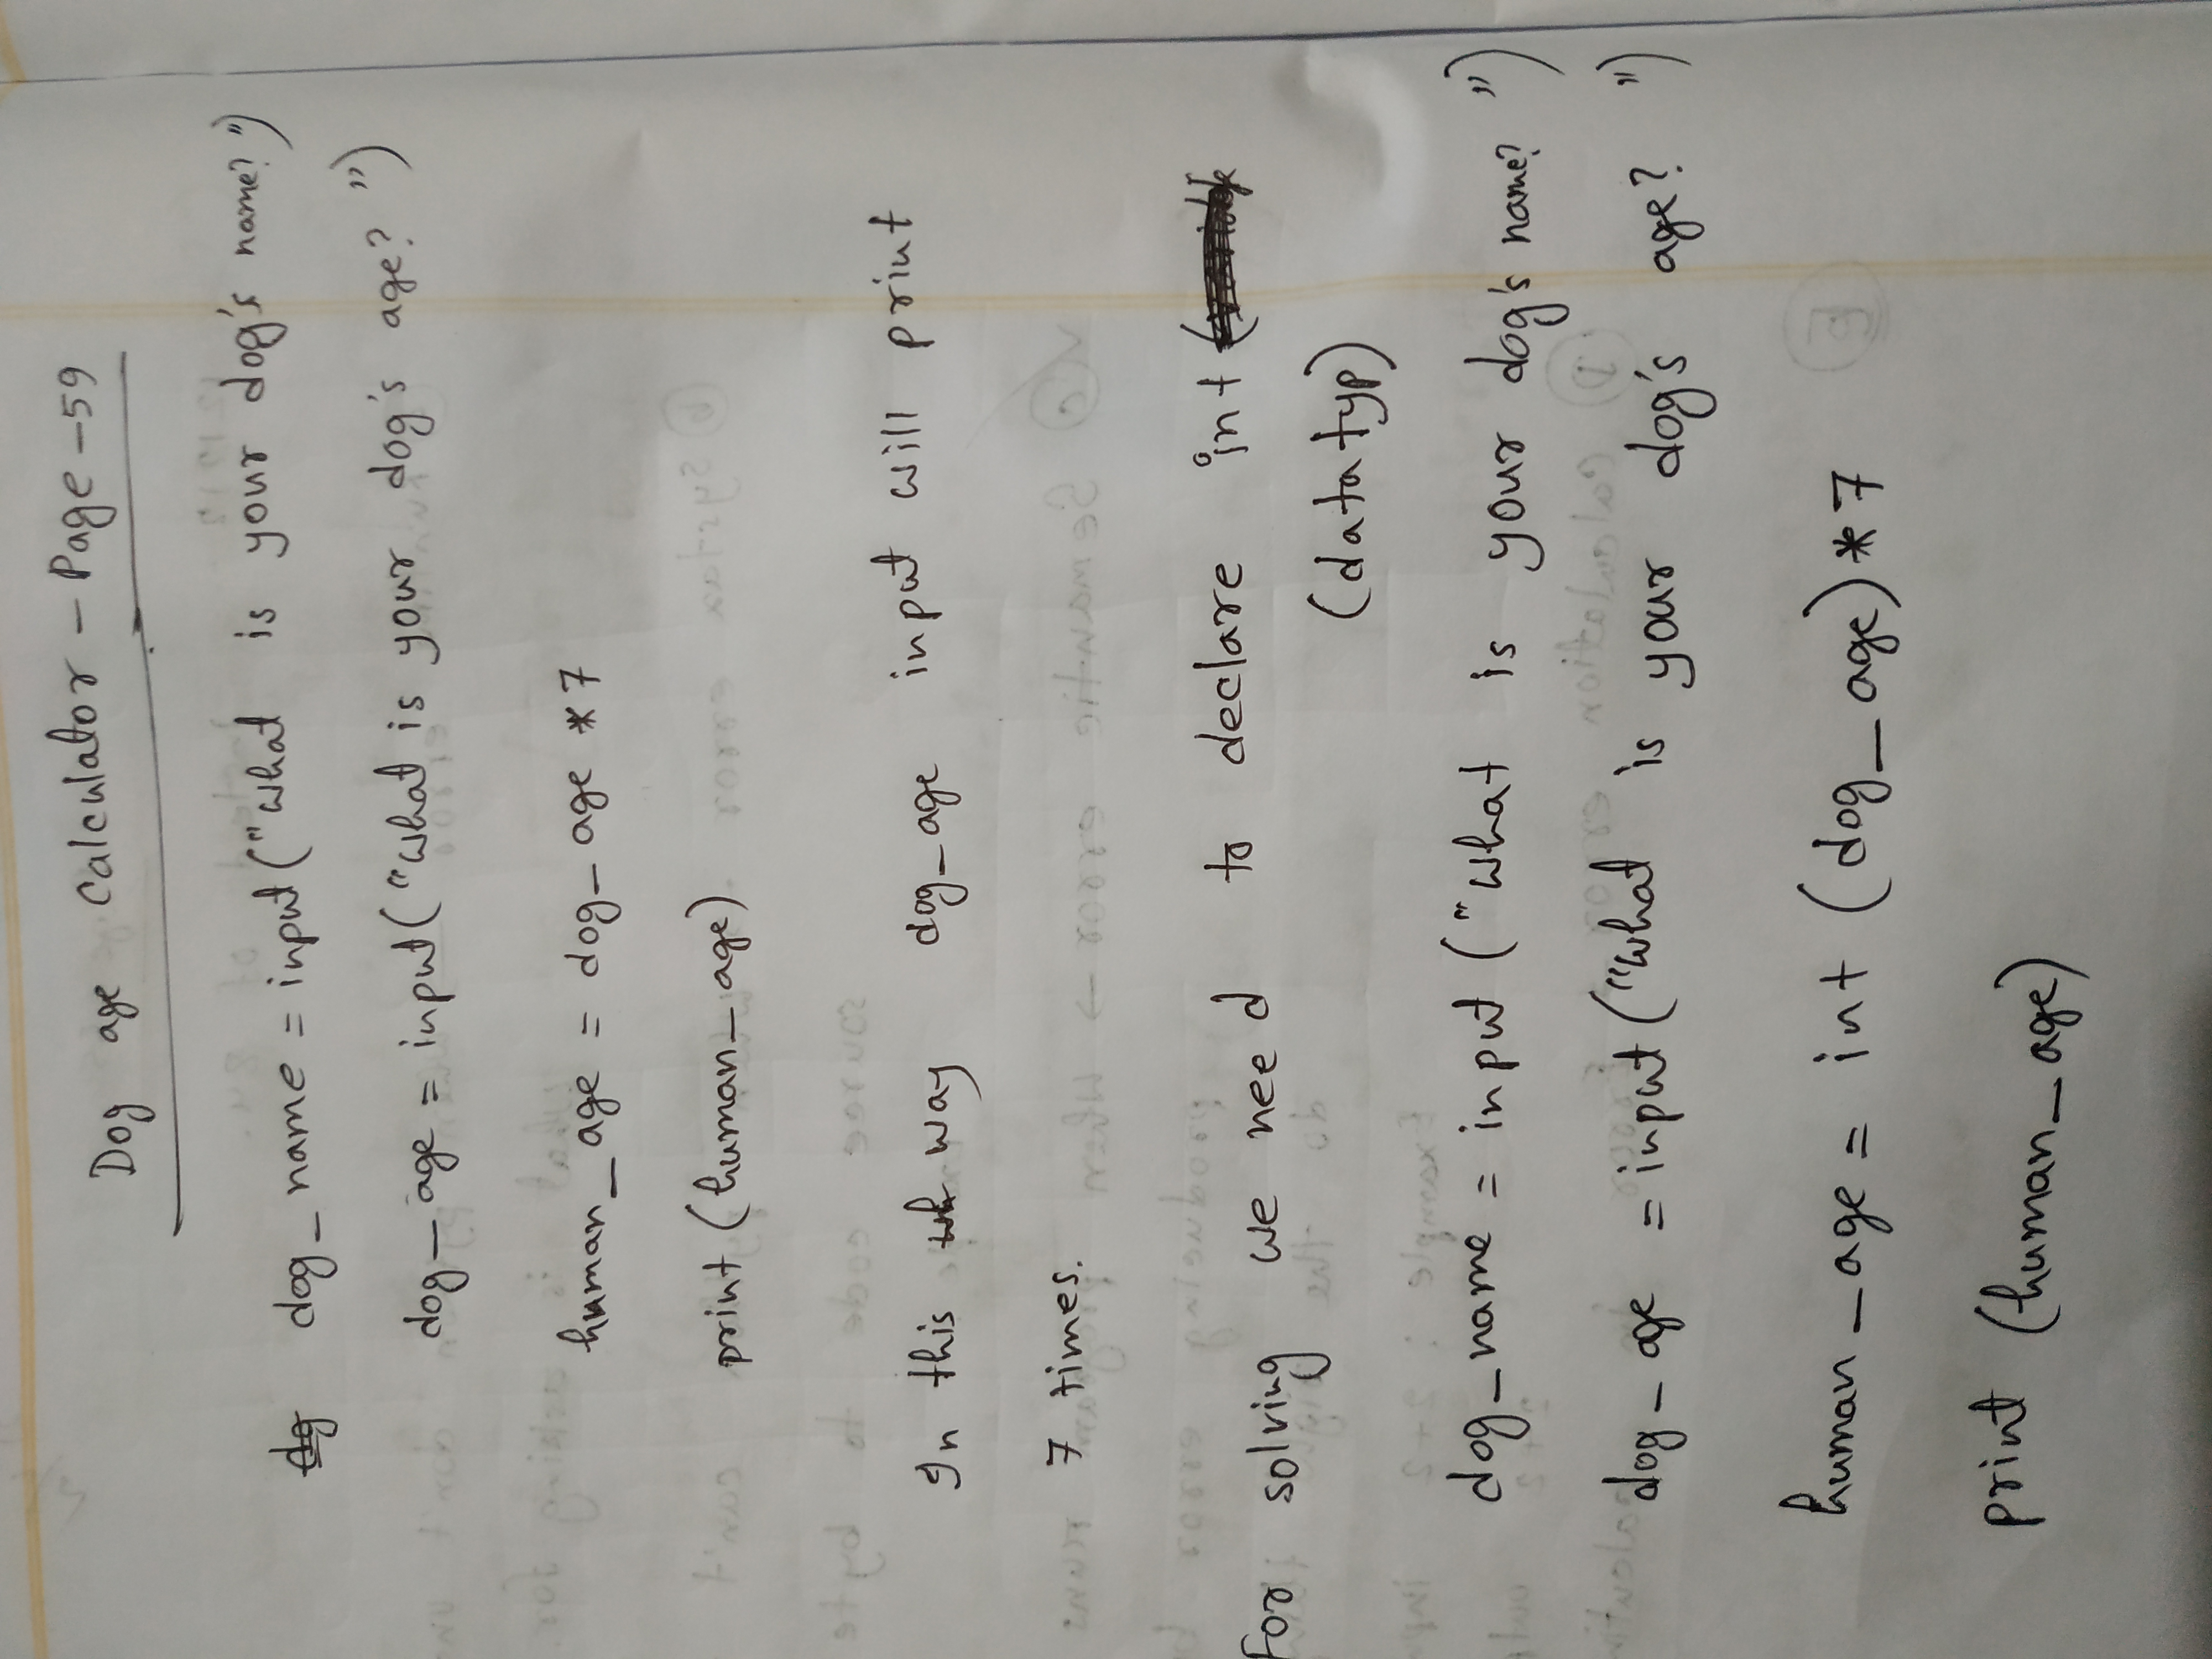 Dog age Calculator - Page - 59
dog_name = input("what is your dog's name?")
dog_age = input("what is your dog's age?")
human_age = dog_age * 7
print (human_age)
In this way dog_age input will print
7 times.
For solving we need to declare int
(datatyp)
dog_name = input ("what is your dog's name? ")
dog_age = input ("what is your dog's age? ")
human_age = int (dog_age) * 7
print (human_age)